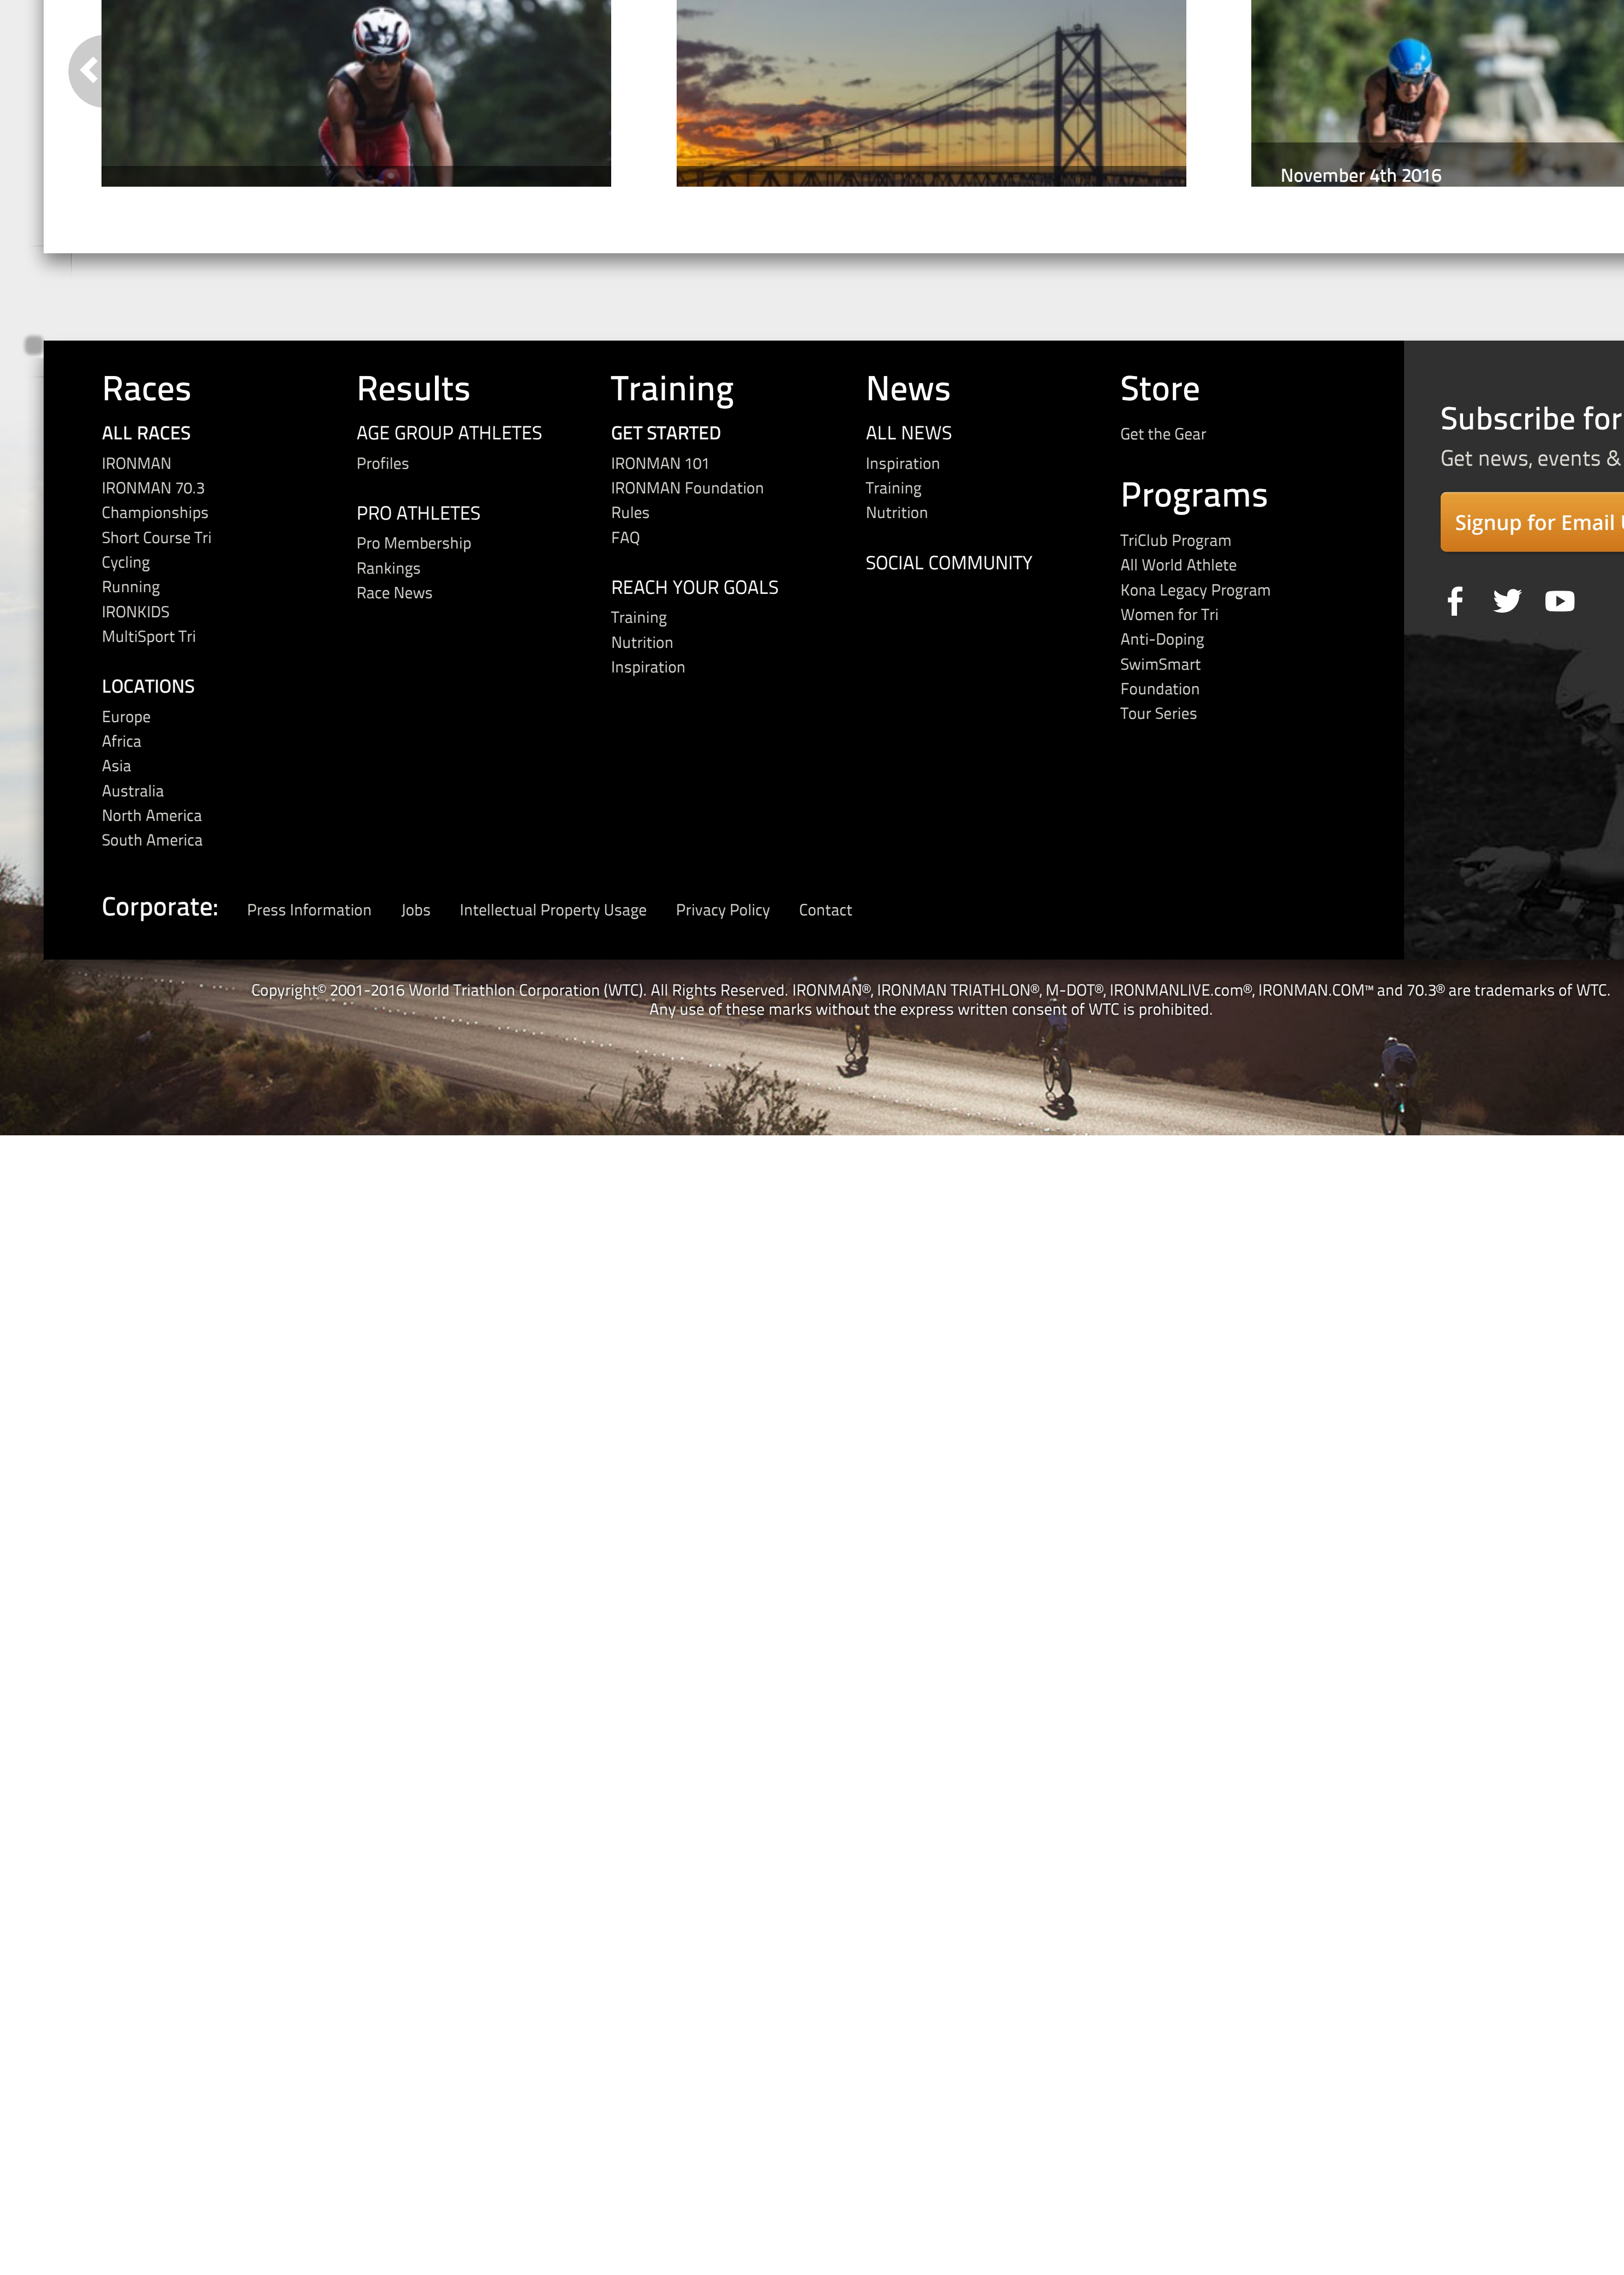 37
November 4th 2016
Races
ALL RACES
IRONMAN
IRONMAN 70.3
Championships
Short Course Tri
Cycling
Running
IRONKIDS
MultiSport Tri
LOCATIONS
Europe
Africa
Asia
Australia
North America
South America
Results
AGE GROUP ATHLETES
Profiles
PRO ATHLETES
Pro Membership
Rankings
Race News
Training
GET STARTED
IRONMAN 101
IRONMAN Foundation
Rules
FAQ
REACH YOUR GOALS
Training
Nutrition
Inspiration
News
ALL NEWS
Inspiration
Training
Nutrition
SOCIAL COMMUNITY
Store
Get the Gear
Programs
TriClub Program
All World Athlete
Kona Legacy Program
Women for Tri
Anti-Doping
SwimSmart
Foundation
Tour Series
Subscribe for
Get news, events &
Signup for Email
Corporate: Press Information Jobs Intellectual Property Usage Privacy Policy Contact
Copyright© 2001-2016 World Triathlon Corporation (WTC). All Rights Reserved. IRONMAN®, IRONMAN TRIATHLON®, M-DOT®, IRONMANLIVE.com®, IRONMAN.COM™ and 70.3® are trademarks of WTC.
Any use of these marks without the express written consent of WTC is prohibited.